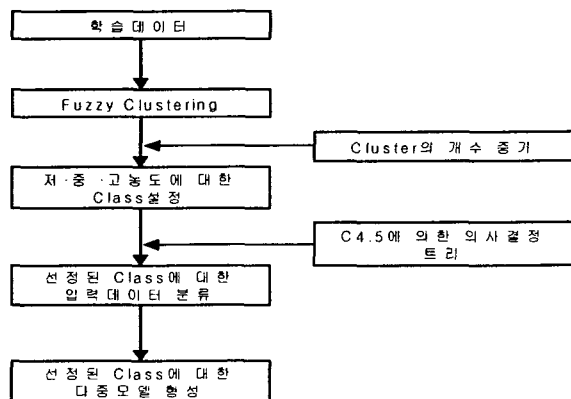 학습데이터
Fuzzy Clustering
Cluster의 개수 증가
저·중·고농도에 대한
Class설정
C4.5에 의한 의사결정
트리
선정된 Class에 대한
입력데이터 분류
선정된 Class에 대한
다중모델 형성